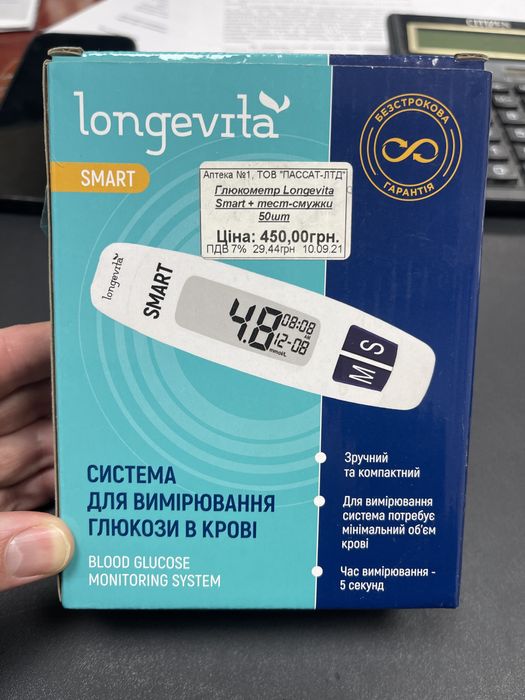 CITIZEN
longevita
SMART
БЕЗСТРОКОВА
ГАРАНТІЯ
Аптека №1, ТОВ "ПАССАТ-ЛТД"
Глюкометр Longevita
Smart + тест-смужки
50шт
Ціна: 450,00грн.
ПДВ 7% 29,44грн 10.09.21
longevita
SMART
4.8
08:08
12-08
mmol/L
M S
СИСТЕМА
ДЛЯ ВИМІРЮВАННЯ
ГЛЮКОЗИ В КРОВІ
BLOOD GLUCOSE
MONITORING SYSTEM
Зручний
та компактний
Для вимірювання
система потребує
мінімальний об'єм
крові
Час вимірювання -
5 секунд